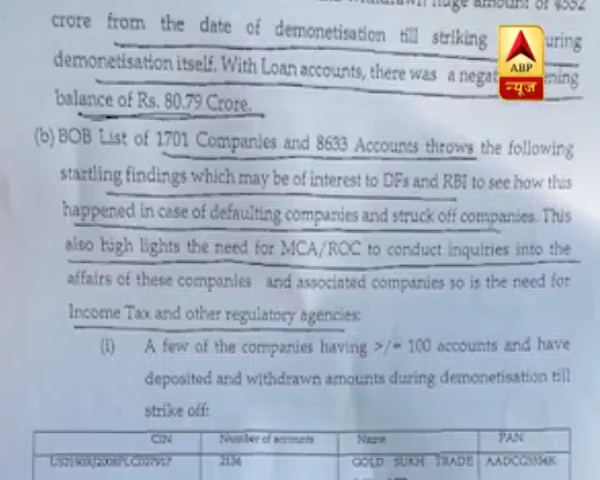 huge amount of 4552
crore from the date of demonetisation till striking uring
demonetisation itself. With Loan accounts, there was a negat ening
balance of Rs. 80.79 Crore.
ABP
न्यूज़
(b) BOB List of 1701 Companies and 8633 Accounts throws the following
startling findings which may be of interest to DFs and RBI to see how this
happened in case of defaulting companies and struck off companies. This
also high lights the need for MCA/ROC to conduct inquiries into the
affairs of these companies and associated companies so is the need for
Income Tax and other regulatory agencies:
(i) A few of the companies having >/= 100 accounts and have
deposited and withdrawn amounts during demonetisation till
strike off:
CIN Number of accounts Name PAN
2134 GOLD SUKH TRADE